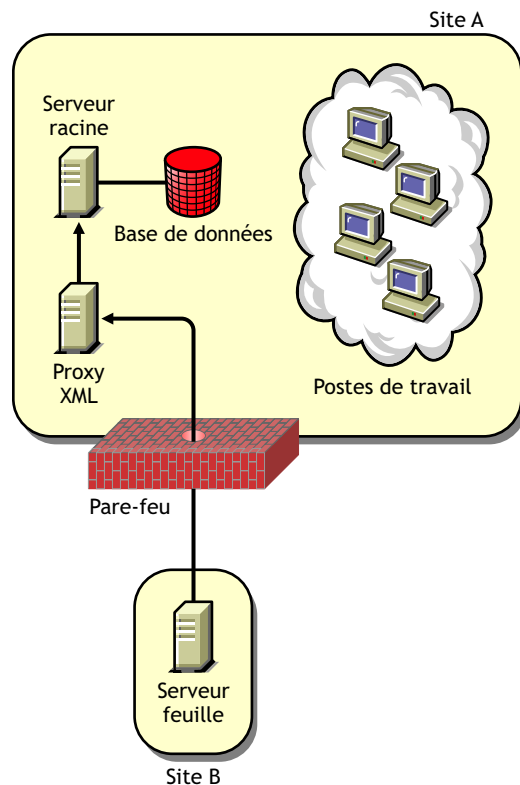 Site A
Serveur
racine
Base de données
Proxy
XML
Postes de travail
Pare-feu
Serveur
feuille
Site B